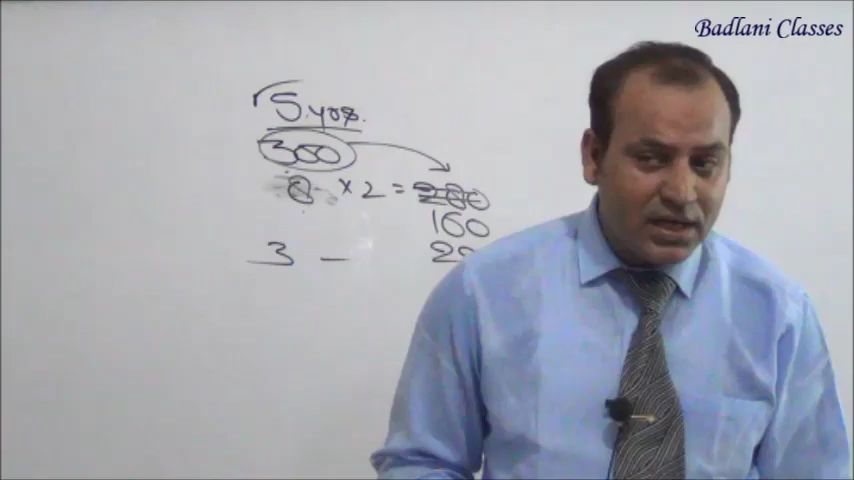 Badlani Classes
5 yrs.
300
× 2 =
160
3 —